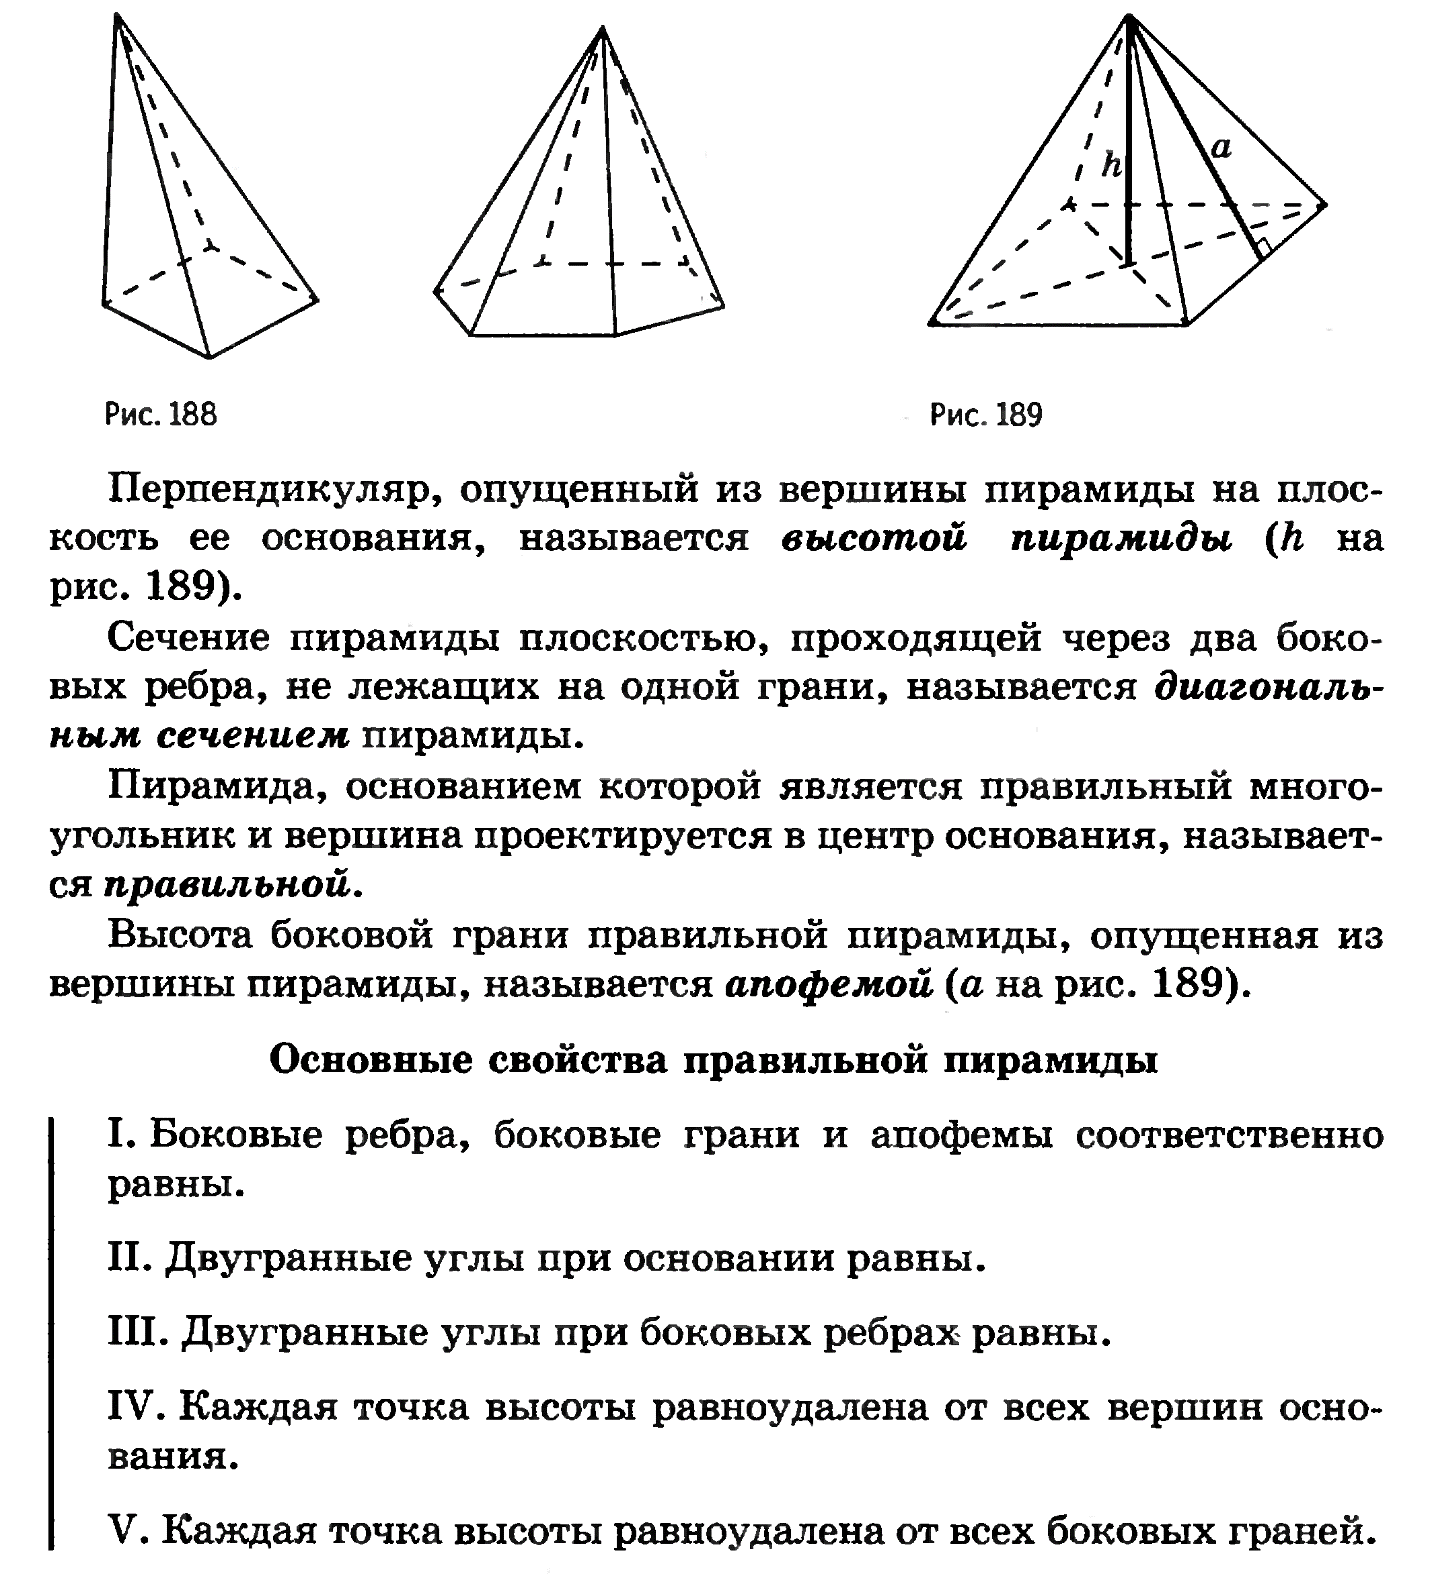 h
a
Рис. 188
Рис. 189
Перпендикуляр, опущенный из вершины пирамиды на плос-
кость ее основания, называется высотой пирамиды (h на
рис. 189).
Сечение пирамиды плоскостью, проходящей через два боко-
вых ребра, не лежащих на одной грани, называется диагональ-
ным сечением пирамиды.
Пирамида, основанием которой является правильный много-
угольник и вершина проектируется в центр основания, называет-
ся правильной.
Высота боковой грани правильной пирамиды, опущенная из
вершины пирамиды, называется апофемой (a на рис. 189).
Основные свойства правильной пирамиды
I. Боковые ребра, боковые грани и апофемы соответственно
равны.
II. Двугранные углы при основании равны.
III. Двугранные углы при боковых ребрах равны.
IV. Каждая точка высоты равноудалена от всех вершин осно-
вания.
V. Каждая точка высоты равноудалена от всех боковых граней.